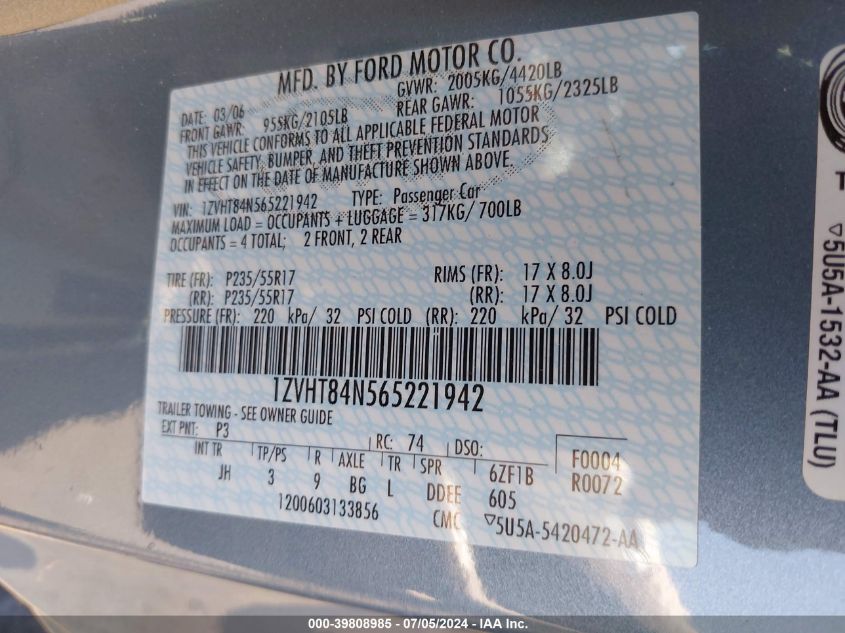 MFD. BY FORD MOTOR CO.
DATE: 03/06 GVWR: 2005KG/4420LB
FRONT GAWR: 955KG/2105LB REAR GAWR: 1055KG/2325LB
THIS VEHICLE CONFORMS TO ALL APPLICABLE FEDERAL MOTOR
VEHICLE SAFETY, BUMPER, AND THEFT PREVENTION STANDARDS
IN EFFECT ON THE DATE OF MANUFACTURE SHOWN ABOVE.
VIN: 1ZVHT84N565221942 TYPE: Passenger Car
MAXIMUM LOAD = OCCUPANTS + LUGGAGE = 317KG/ 700LB
OCCUPANTS = 4 TOTAL; 2 FRONT, 2 REAR
TIRE (FR): P235/55R17 RIMS (FR): 17 X 8.0J
(RR): P235/55R17 (RR): 17 X 8.0J
PRESSURE (FR): 220 kPa/ 32 PSI COLD (RR): 220 kPa/ 32 PSI COLD
1ZVHT84N565221942
TRAILER TOWING - SEE OWNER GUIDE
EXT PNT: P3 RC: 74 DSO:
INT TR TP/PS R AXLE TR SPR 6ZF1B F0004
JH 3 9 BG L DDEE 605 R0072
1200603133856 CMC ▽5U5A-5420472-AA
▽5U5A-1532-AA (TLU)
000-39808985 - 07/05/2024 - IAA Inc.